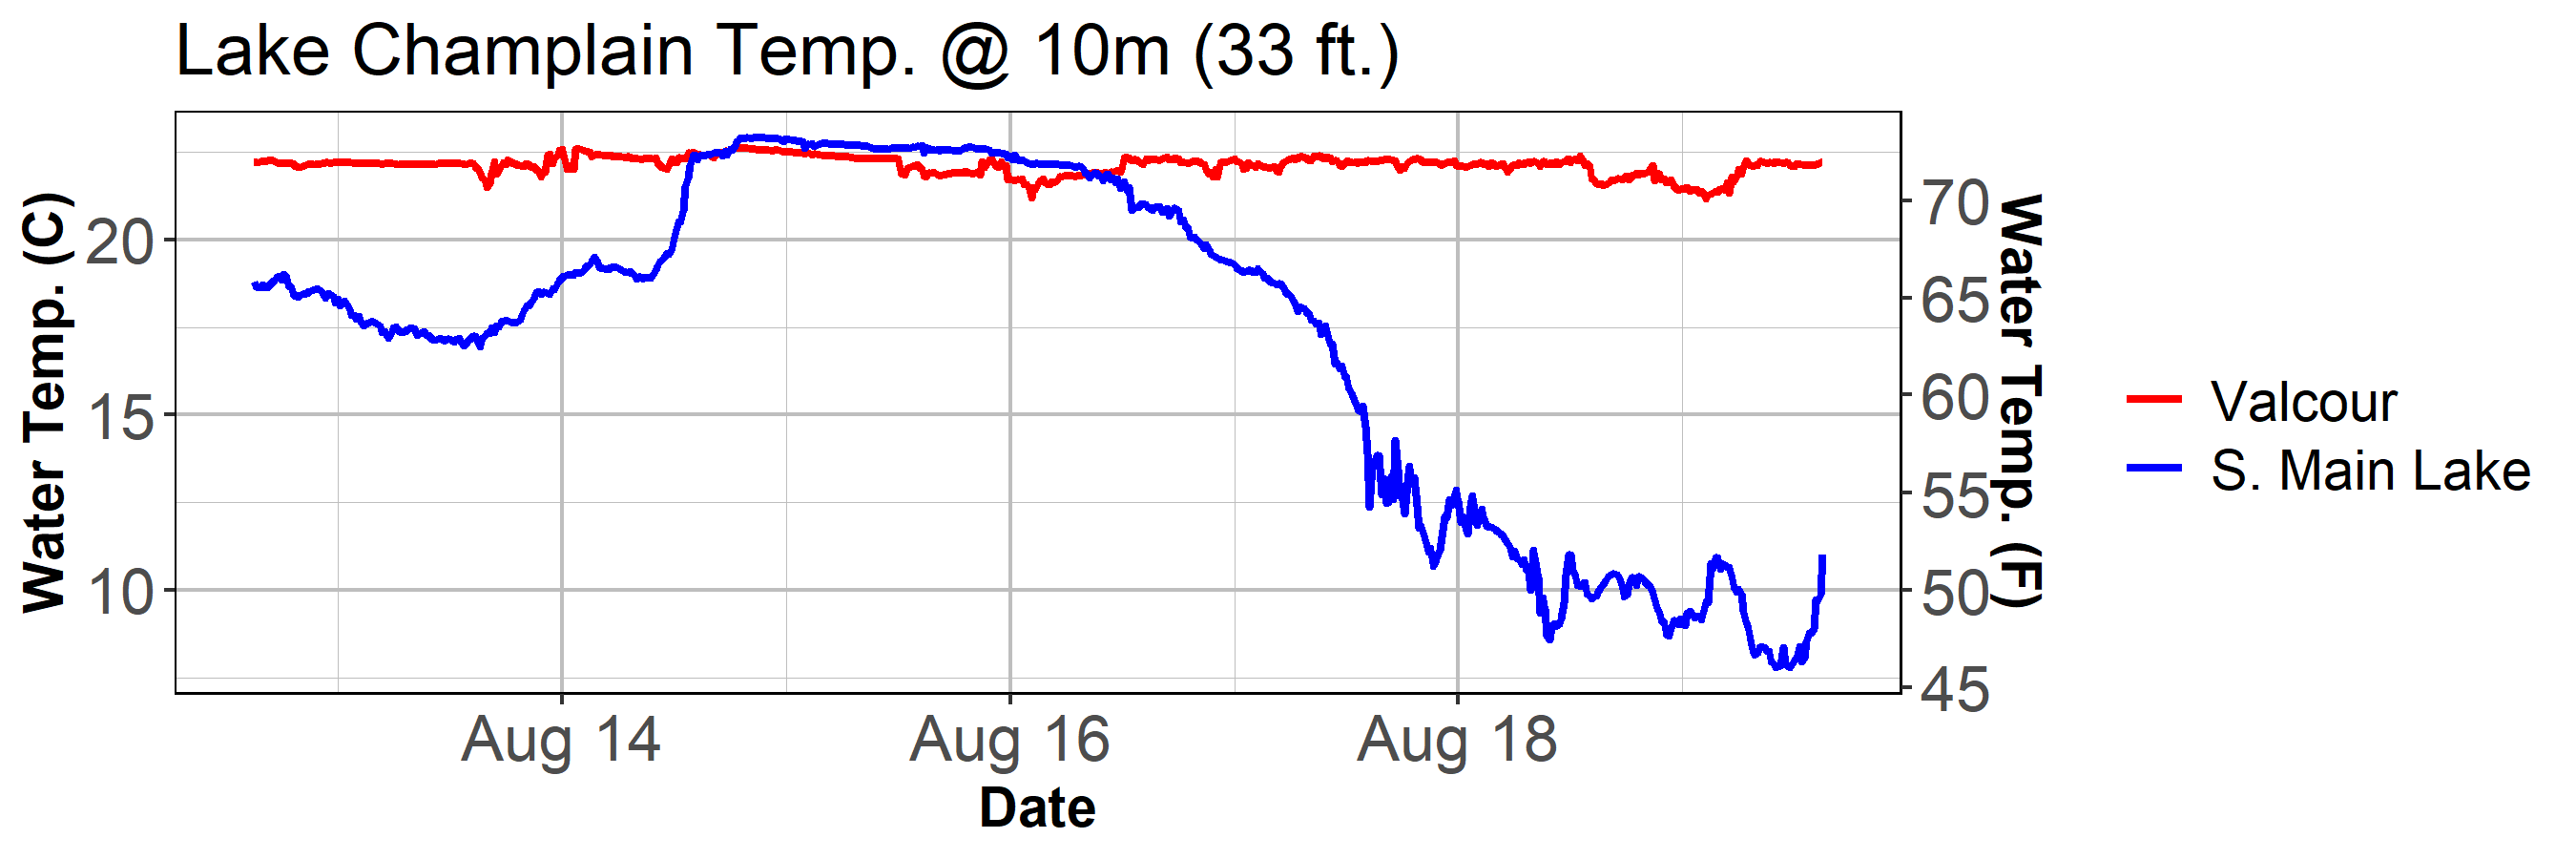 Lake Champlain Temp. @ 10m (33 ft.)
Water Temp. (C)
20
15
10
70
65
60
55
50
45
Water Temp. (F)
Aug 14
Aug 16
Aug 18
Date
Valcour
S. Main Lake